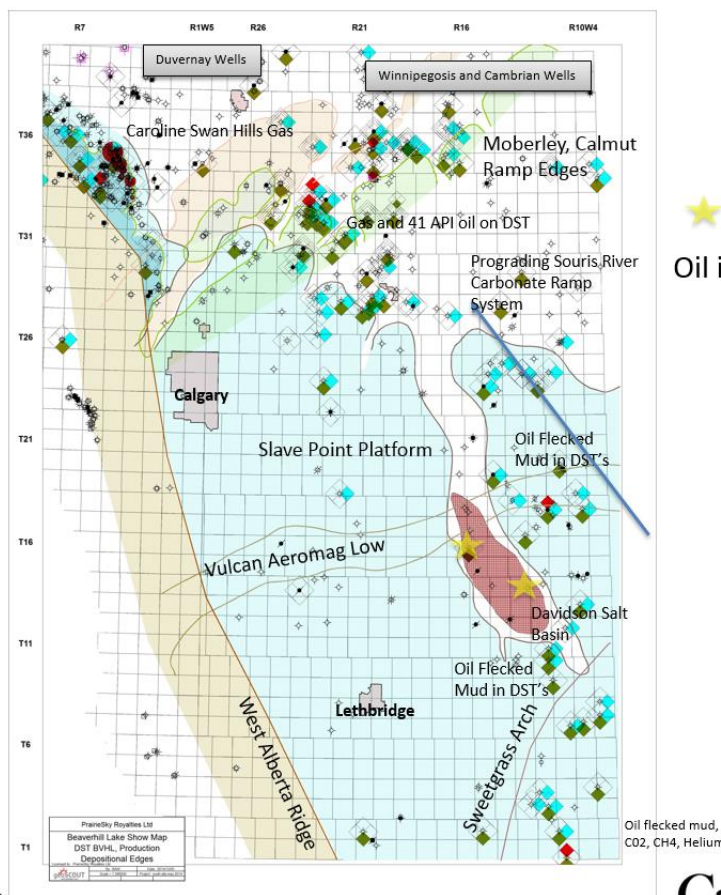 R7 R1W5 R26 R21 R16 R10W4
Duvernay Wells
Winnipegosis and Cambrian Wells
T36
Caroline Swan Hills Gas
Moberley, Calmut
Ramp Edges
T31
Gas and 41 API oil on DST
Oil i
Prograding Souris River
Carbonate Ramp
System
T26
Calgary
T21
Slave Point Platform
Oil Flecked
Mud in DST's
T16
Vulcan Aeromag Low
Davidson Salt
Basin
T11
Oil Flecked
Mud in DST's
Lethbridge
West Alberta Ridge
Sweetgrass Arch
T6
T1
PrairieSky Royalties Ltd
Beaverhill Lake Show Map
DST BVHL, Production
Depositional Edges
geoSCOUT
Oil flecked mud,
C02, CH4, Helium